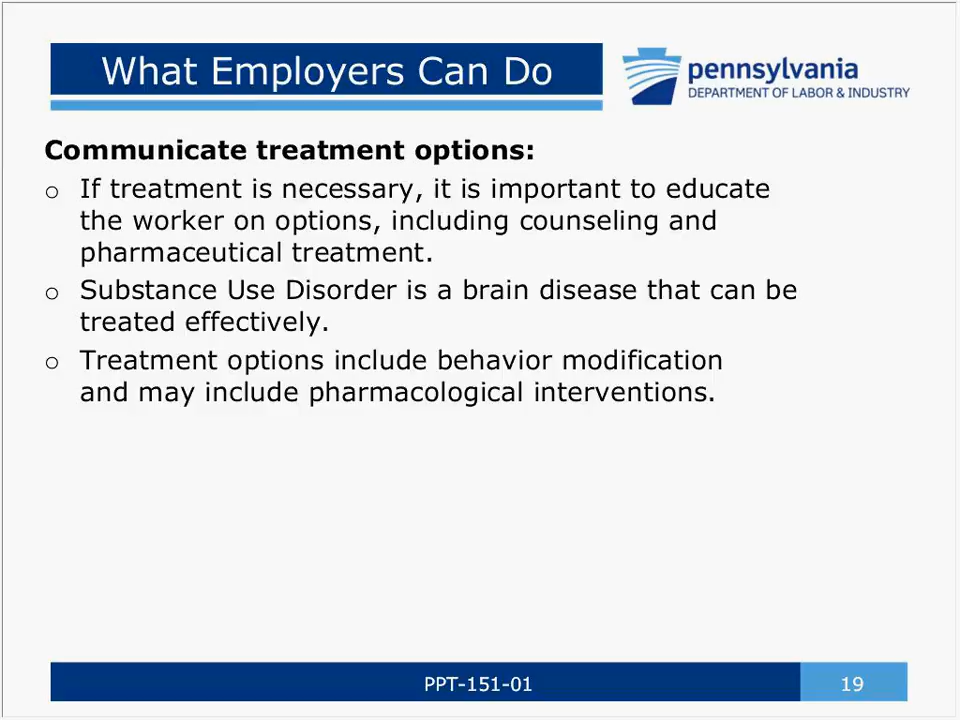 What Employers Can Do
pennsylvania
DEPARTMENT OF LABOR & INDUSTRY
Communicate treatment options:
o If treatment is necessary, it is important to educate
the worker on options, including counseling and
pharmaceutical treatment.
o Substance Use Disorder is a brain disease that can be
treated effectively.
o Treatment options include behavior modification
and may include pharmacological interventions.
PPT-151-01
19